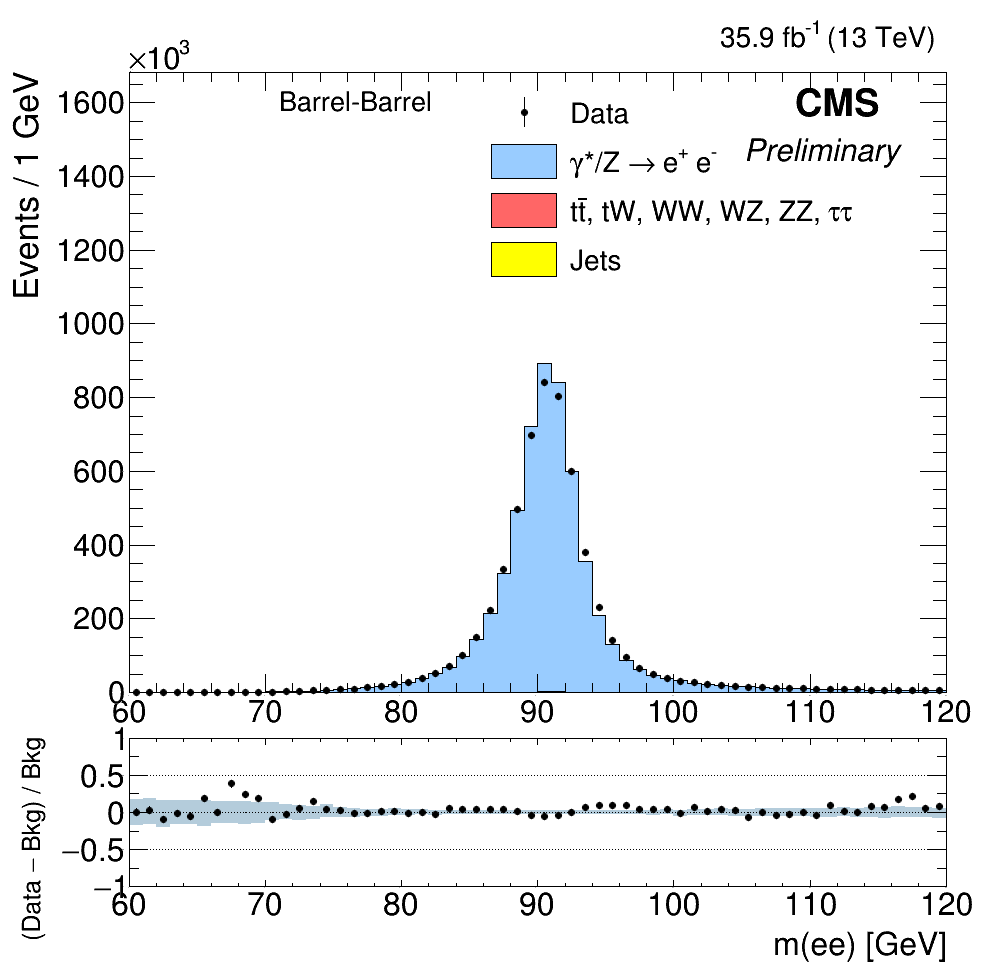 35.9 fb⁻¹ (13 TeV)
×10³
Events / 1 GeV
1600
1400
1200
1000
800
600
400
200
0
Barrel-Barrel
CMS
Preliminary
Data
γ*/Z → e⁺ e⁻
tt̄, tW, WW, WZ, ZZ, ττ
Jets
60 70 80 90 100 110 120
(Data − Bkg) / Bkg
1
0.5
0
−0.5
−1
60 70 80 90 100 110 120
m(ee) [GeV]